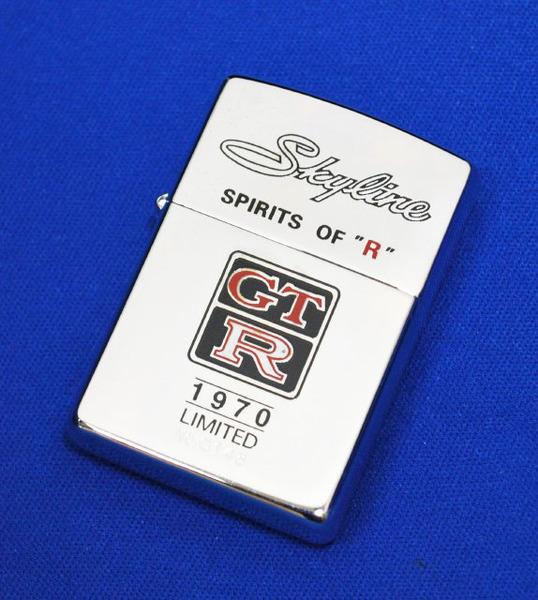 Skyline
SPIRITS OF "R"
GT
R
1970
LIMITED